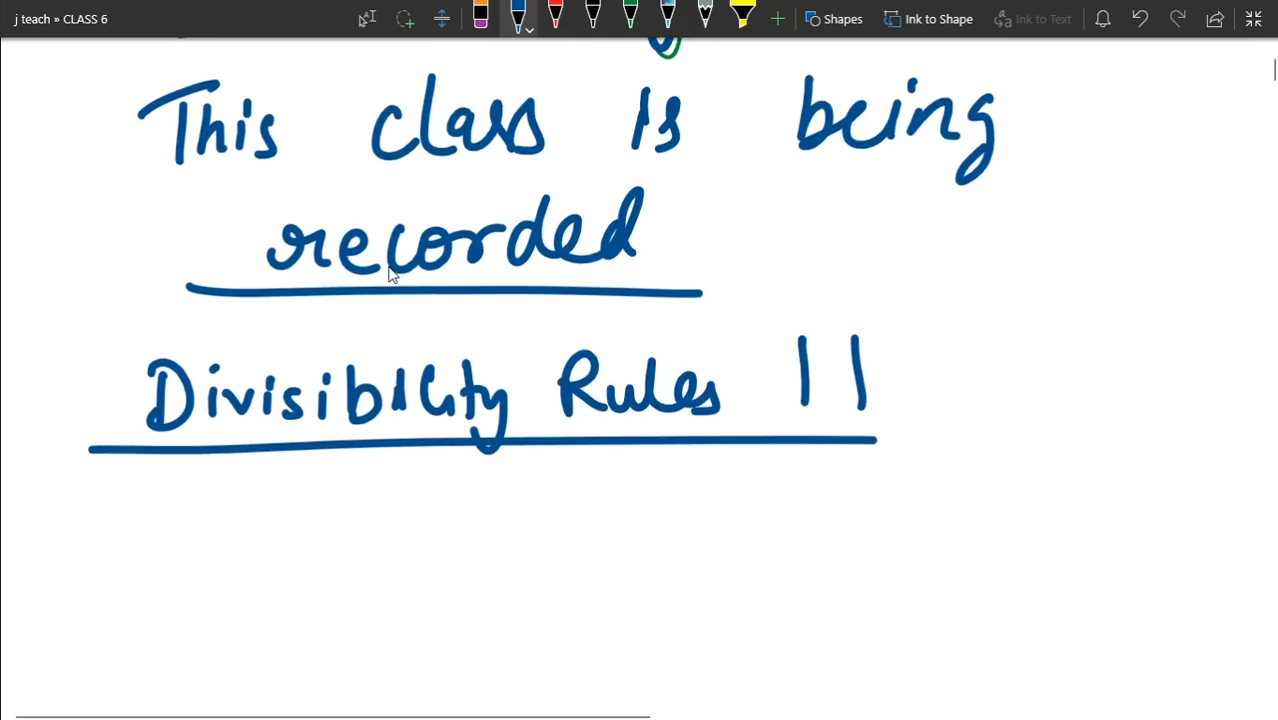 j teach » CLASS 6
Shapes
Ink to Shape
Ink to Text
This class is being
recorded
Divisibility Rules 11